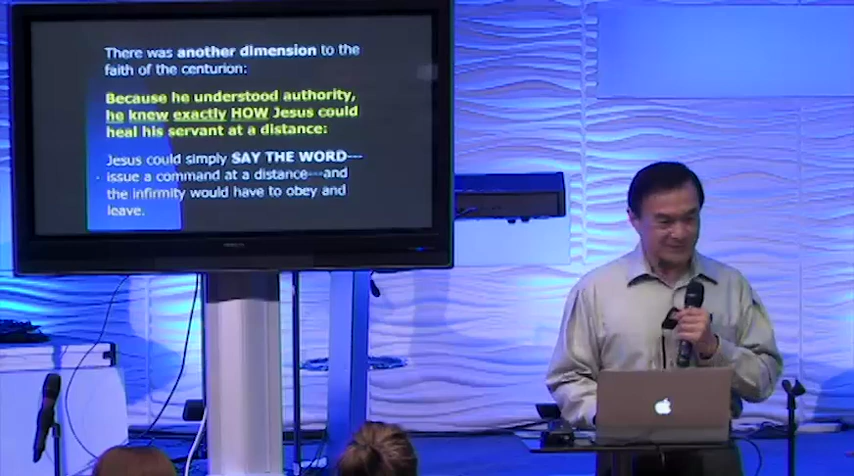 There was another dimension to the
faith of the centurion:
Because he understood authority,
he knew exactly HOW Jesus could
heal his servant at a distance:
Jesus could simply SAY THE WORD---
issue a command at a distance---and
the infirmity would have to obey and
leave.